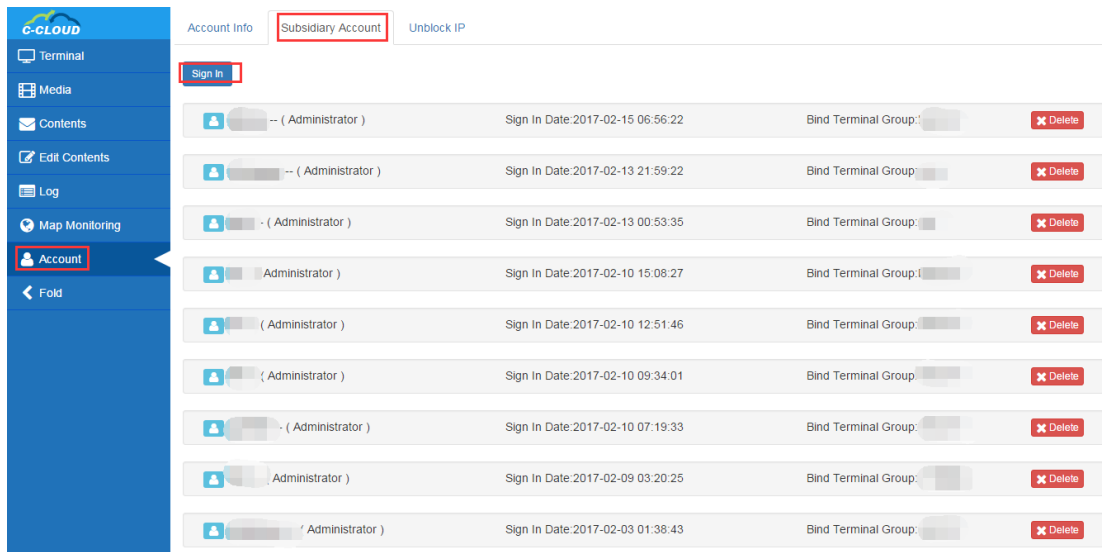 C-CLOUD
Terminal
Media
Contents
Edit Contents
Log
Map Monitoring
Account
Fold
Account Info Subsidiary Account Unblock IP
Sign In
-- ( Administrator ) Sign In Date:2017-02-15 06:56:22 Bind Terminal Group: Delete
-- ( Administrator ) Sign In Date:2017-02-13 21:59:22 Bind Terminal Group: Delete
- ( Administrator ) Sign In Date:2017-02-13 00:53:35 Bind Terminal Group: Delete
Administrator ) Sign In Date:2017-02-10 15:08:27 Bind Terminal Group: Delete
( Administrator ) Sign In Date:2017-02-10 12:51:46 Bind Terminal Group: Delete
( Administrator ) Sign In Date:2017-02-10 09:34:01 Bind Terminal Group: Delete
- ( Administrator ) Sign In Date:2017-02-10 07:19:33 Bind Terminal Group: Delete
Administrator ) Sign In Date:2017-02-09 03:20:25 Bind Terminal Group: Delete
( Administrator ) Sign In Date:2017-02-03 01:38:43 Bind Terminal Group: Delete